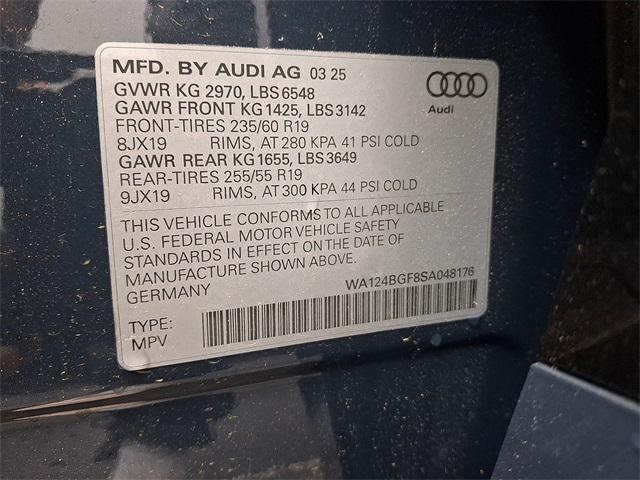 MFD. BY AUDI AG 03 25
GVWR KG 2970, LBS 6548
GAWR FRONT KG 1425, LBS 3142
FRONT-TIRES 235/60 R19
8JX19 RIMS, AT 280 KPA 41 PSI COLD
GAWR REAR KG 1655, LBS 3649
REAR-TIRES 255/55 R19
9JX19 RIMS, AT 300 KPA 44 PSI COLD
Audi
THIS VEHICLE CONFORMS TO ALL APPLICABLE
U.S. FEDERAL MOTOR VEHICLE SAFETY
STANDARDS IN EFFECT ON THE DATE OF
MANUFACTURE SHOWN ABOVE.
GERMANY
WA124BGF8SA048176
TYPE:
MPV